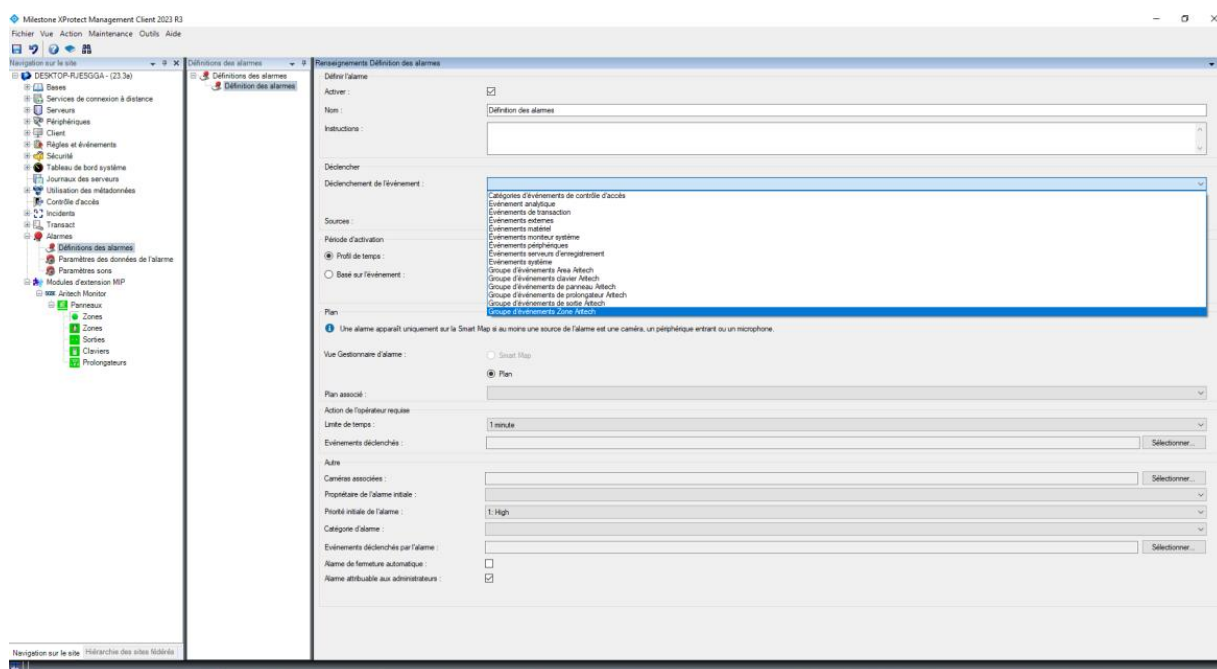 Milestone XProtect Management Client 2023 R3
Fichier Vue Action Maintenance Outils Aide
Navigation sur le site
DESKTOP-RJESGGA - (23.3a)
Bases
Services de connexion à distance
Serveurs
Périphériques
Client
Règles et événements
Sécurité
Tableau de bord système
Journaux des serveurs
Utilisation des métadonnées
Contrôle d'accès
Incidents
Transact
Alarmes
Définitions des alarmes
Paramètres des données de l'alarme
Paramètres sons
Modules d'extension MIP
Aritech Monitor
Panneaux
Zones
Zones
Sorties
Claviers
Prolongateurs
Navigation sur le site Hiérarchie des sites fédérés
Définitions des alarmes
Définitions des alarmes
Définition des alarmes
Renseignements Définition des alarmes
Définir l'alarme
Activer :
Nom : Définition des alarmes
Instructions :
Déclencher
Déclenchement de l'événement :
Catégories d'événements de contrôle d'accès
Evénement analytique
Événements de transaction
Événements externes
Événements matériel
Événements moniteur système
Événements périphériques
Événements serveurs d'enregistrement
Evénements système
Groupe d'événements Area Aritech
Groupe d'événements clavier Aritech
Groupe d'événements de panneau Aritech
Groupe d'événements de prolongateur Aritech
Groupe d'événements de sortie Aritech
Groupe d'événements Zone Aritech
Sources :
Période d'activation
Profil de temps :
Basé sur l'événement :
Plan
Une alarme apparaît uniquement sur la Smart Map si au moins une source de l'alarme est une caméra, un périphérique entrant ou un microphone.
Vue Gestionnaire d'alarme : Smart Map
Plan
Plan associé :
Action de l'opérateur requise
Limite de temps : 1 minute
Evénements déclenchés : Sélectionner...
Autre
Caméras associées : Sélectionner...
Propriétaire de l'alarme initiale :
Priorité initiale de l'alarme : 1: High
Catégorie d'alarme :
Evénements déclenchés par l'alarme : Sélectionner...
Alarme de fermeture automatique :
Alarme attribuable aux administrateurs :